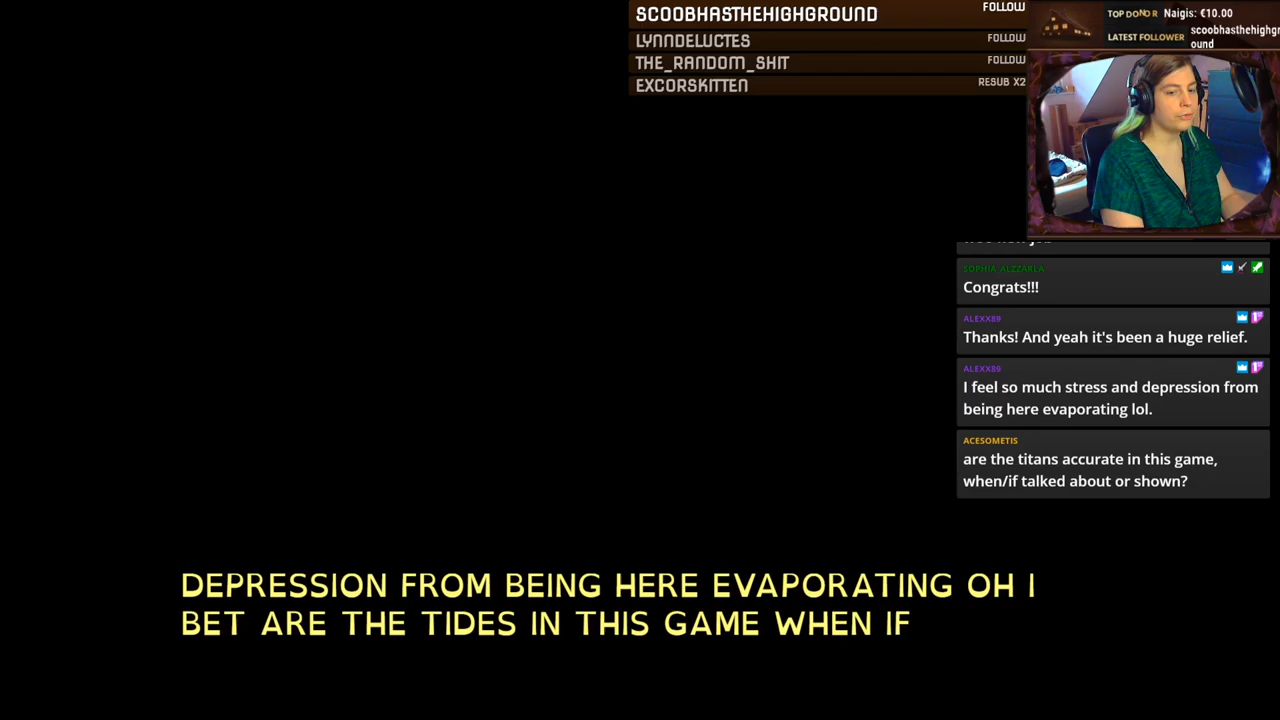 SCOOBHASTHEHIGHGROUND FOLLOW
LYNNDELUCTES FOLLOW
THE_RANDOM_SHIT FOLLOW
EXCORSKITTEN RESUB X2
TOP DONOR Naigis: €10.00
LATEST FOLLOWER scoobhasthehighgr
ound
SOPHIA_ALZZARLA
Congrats!!!
ALEXX89
Thanks! And yeah it's been a huge relief.
ALEXX89
I feel so much stress and depression from
being here evaporating lol.
ACESOMETIS
are the titans accurate in this game,
when/if talked about or shown?
DEPRESSION FROM BEING HERE EVAPORATING OH I
BET ARE THE TIDES IN THIS GAME WHEN IF